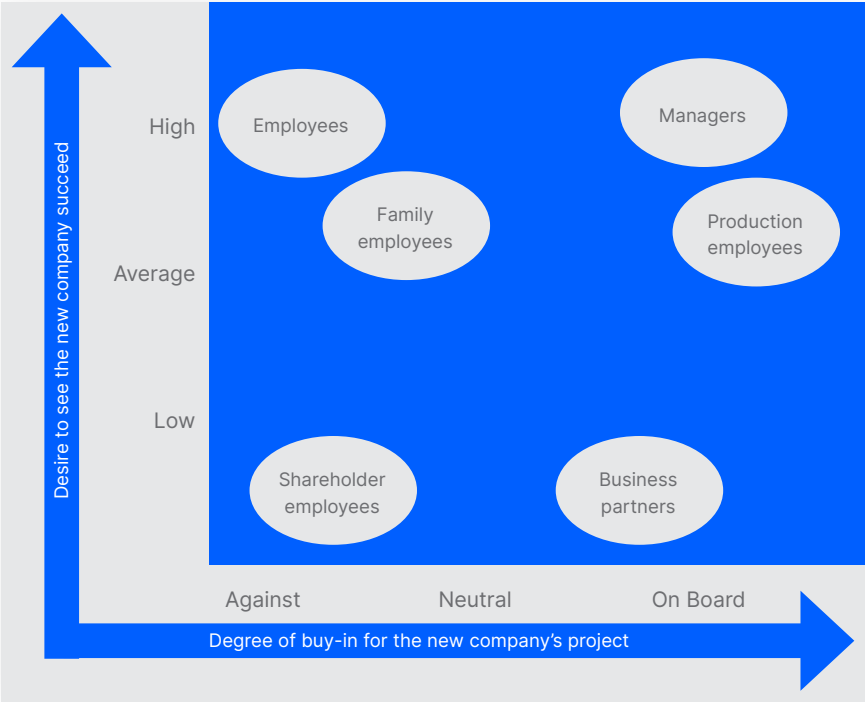 Desire to see the new company succeed
High
Average
Low
Employees
Managers
Family
employees
Production
employees
Shareholder
employees
Business
partners
Against
Neutral
On Board
Degree of buy-in for the new company’s project